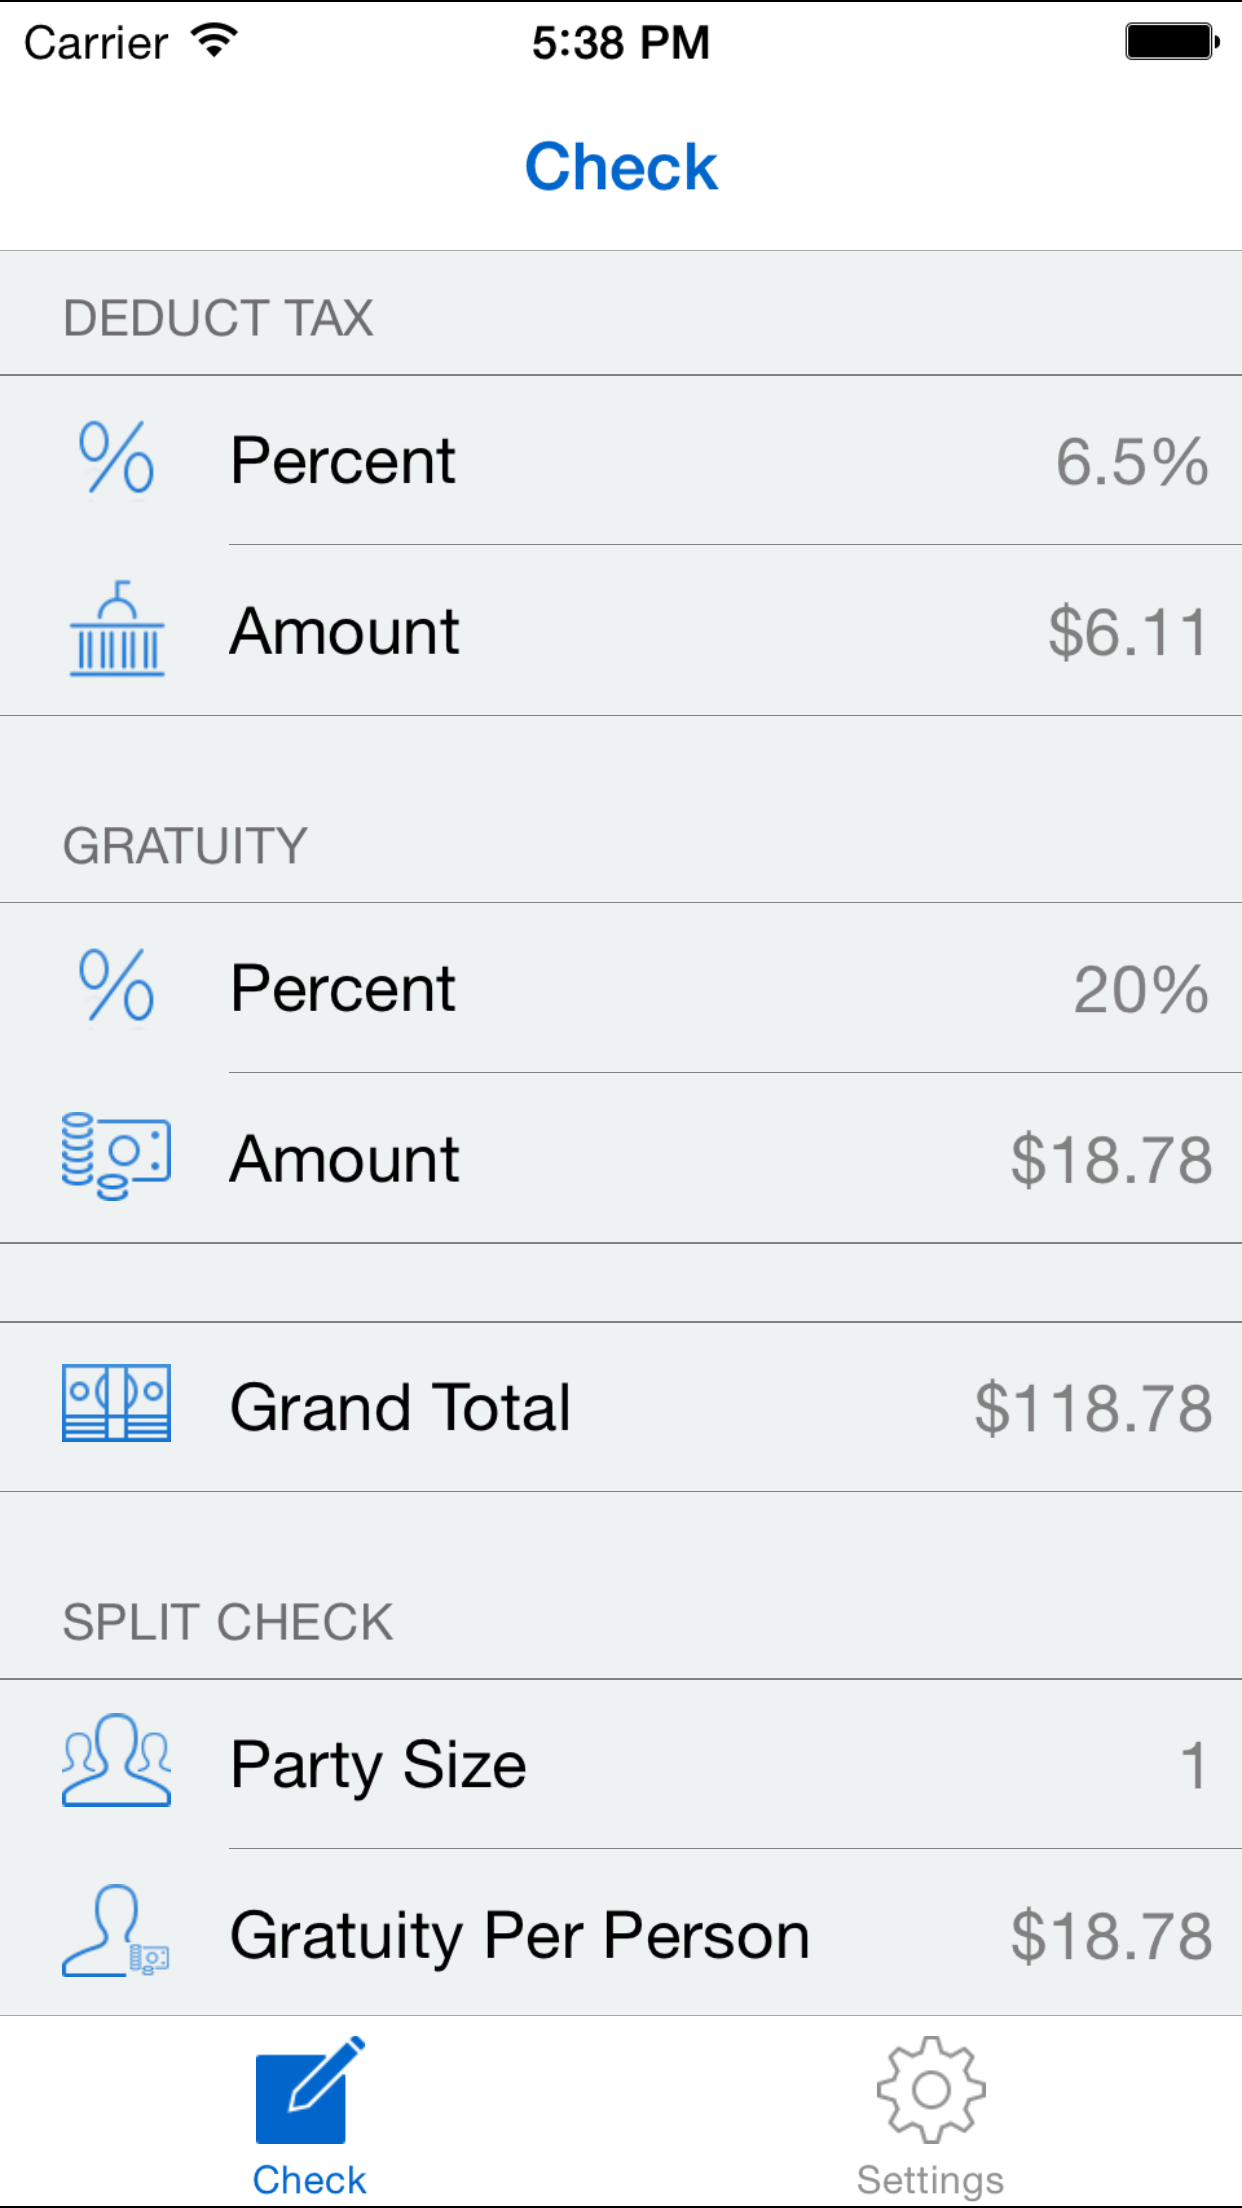 Carrier 5:38 PM
Check
DEDUCT TAX
Percent 6.5%
Amount $6.11
GRATUITY
Percent 20%
Amount $18.78
Grand Total $118.78
SPLIT CHECK
Party Size 1
Gratuity Per Person $18.78
Check Settings